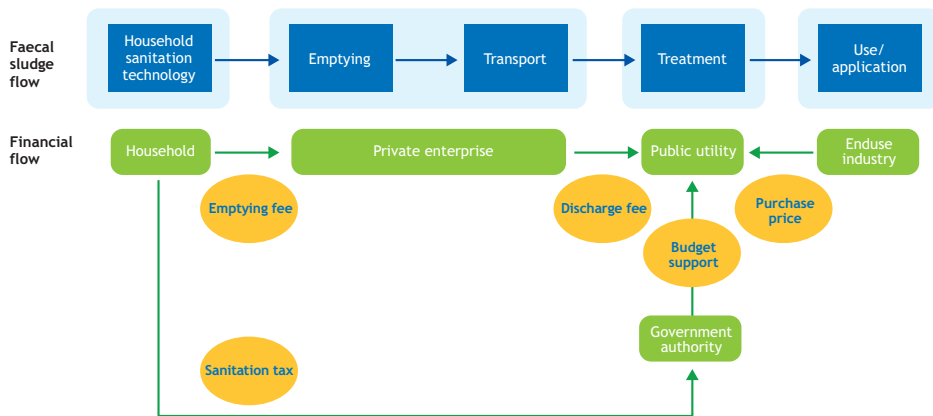 Faecal
sludge
flow
Household
sanitation
technology
Emptying
Transport
Treatment
Use/
application
Financial
flow
Household
Private enterprise
Public utility
Enduse
industry
Emptying fee
Discharge fee
Purchase
price
Budget
support
Government
authority
Sanitation tax